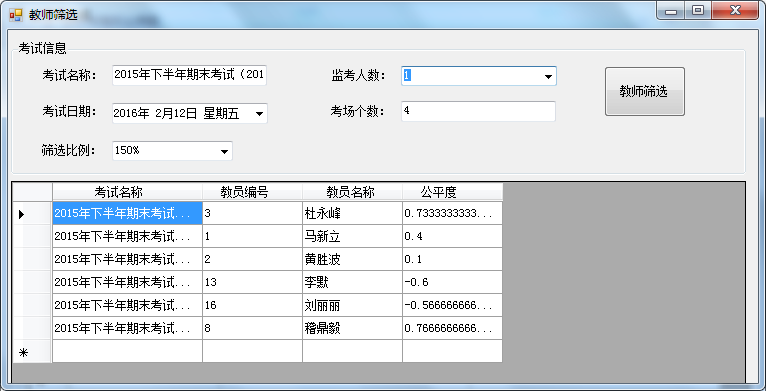 教师筛选
考试信息
考试名称： 2015年下半年期末考试（201 监考人数： 1
教师筛选
考试日期： 2016年 2月12日 星期五 考场个数： 4
筛选比例： 150%
考试名称 教员编号 教员名称 公平度
2015年下半年期末考试... 3 杜永峰 0.7333333333...
2015年下半年期末考试... 1 马新立 0.4
2015年下半年期末考试... 2 黄胜波 0.1
2015年下半年期末考试... 13 李默 -0.6
2015年下半年期末考试... 16 刘丽丽 -0.566666666...
2015年下半年期末考试... 8 稽鼎毅 0.7666666666...